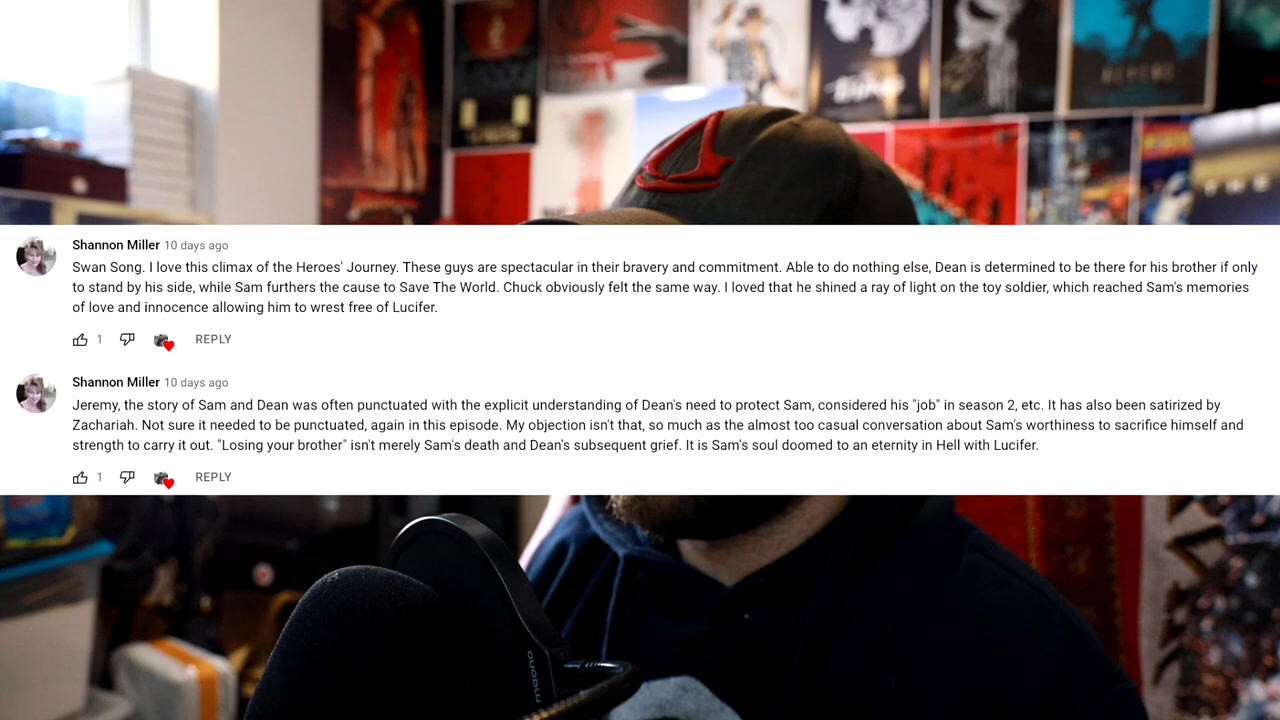 Shannon Miller 10 days ago
Swan Song. I love this climax of the Heroes' Journey. These guys are spectacular in their bravery and commitment. Able to do nothing else, Dean is determined to be there for his brother if only
to stand by his side, while Sam furthers the cause to Save The World. Chuck obviously felt the same way. I loved that he shined a ray of light on the toy soldier, which reached Sam's memories
of love and innocence allowing him to wrest free of Lucifer.
1 REPLY
Shannon Miller 10 days ago
Jeremy, the story of Sam and Dean was often punctuated with the explicit understanding of Dean's need to protect Sam, considered his "job" in season 2, etc. It has also been satirized by
Zachariah. Not sure it needed to be punctuated, again in this episode. My objection isn't that, so much as the almost too casual conversation about Sam's worthiness to sacrifice himself and
strength to carry it out. "Losing your brother" isn't merely Sam's death and Dean's subsequent grief. It is Sam's soul doomed to an eternity in Hell with Lucifer.
1 REPLY
maono